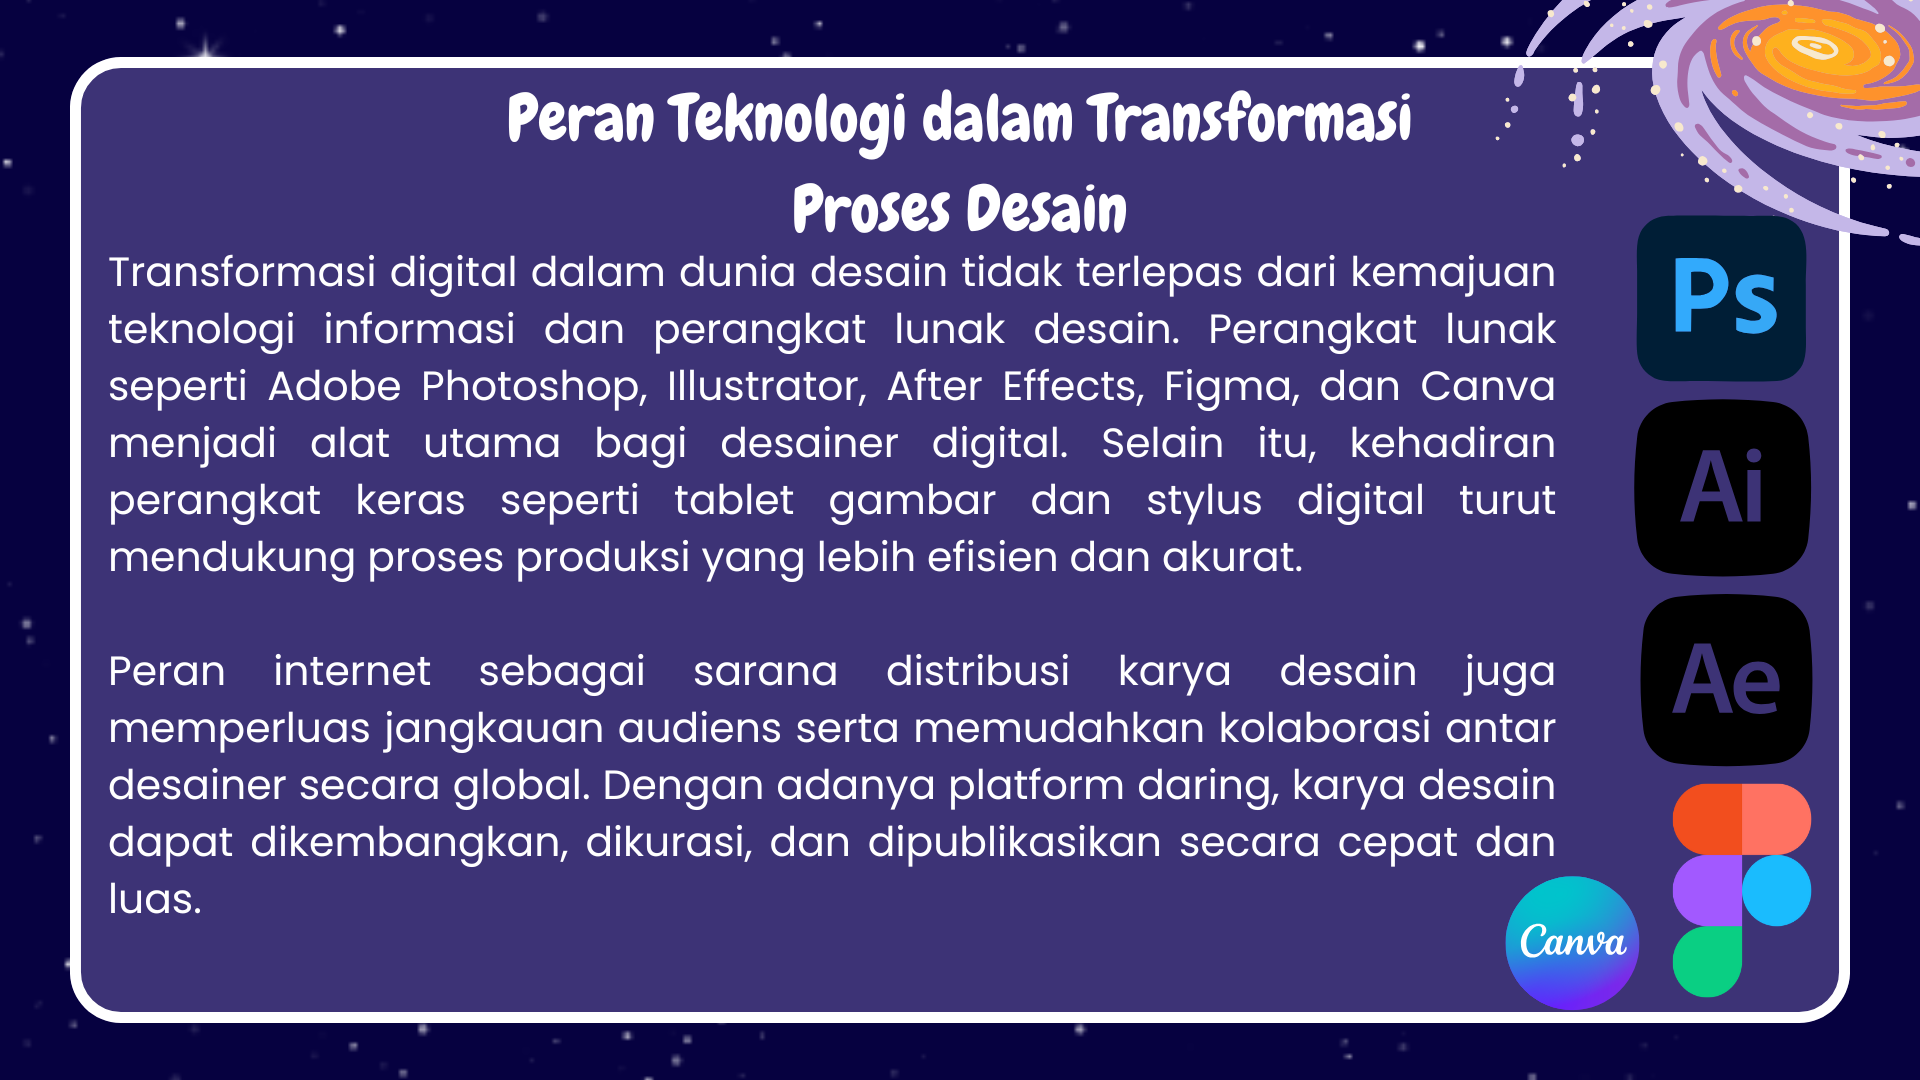 Peran Teknologi dalam Transformasi
Proses Desain
Transformasi digital dalam dunia desain tidak terlepas dari kemajuan
teknologi informasi dan perangkat lunak desain. Perangkat lunak
seperti Adobe Photoshop, Illustrator, After Effects, Figma, dan Canva
menjadi alat utama bagi desainer digital. Selain itu, kehadiran
perangkat keras seperti tablet gambar dan stylus digital turut
mendukung proses produksi yang lebih efisien dan akurat.
Peran internet sebagai sarana distribusi karya desain juga
memperluas jangkauan audiens serta memudahkan kolaborasi antar
desainer secara global. Dengan adanya platform daring, karya desain
dapat dikembangkan, dikurasi, dan dipublikasikan secara cepat dan
luas.
Ps
Ai
Ae
Canva